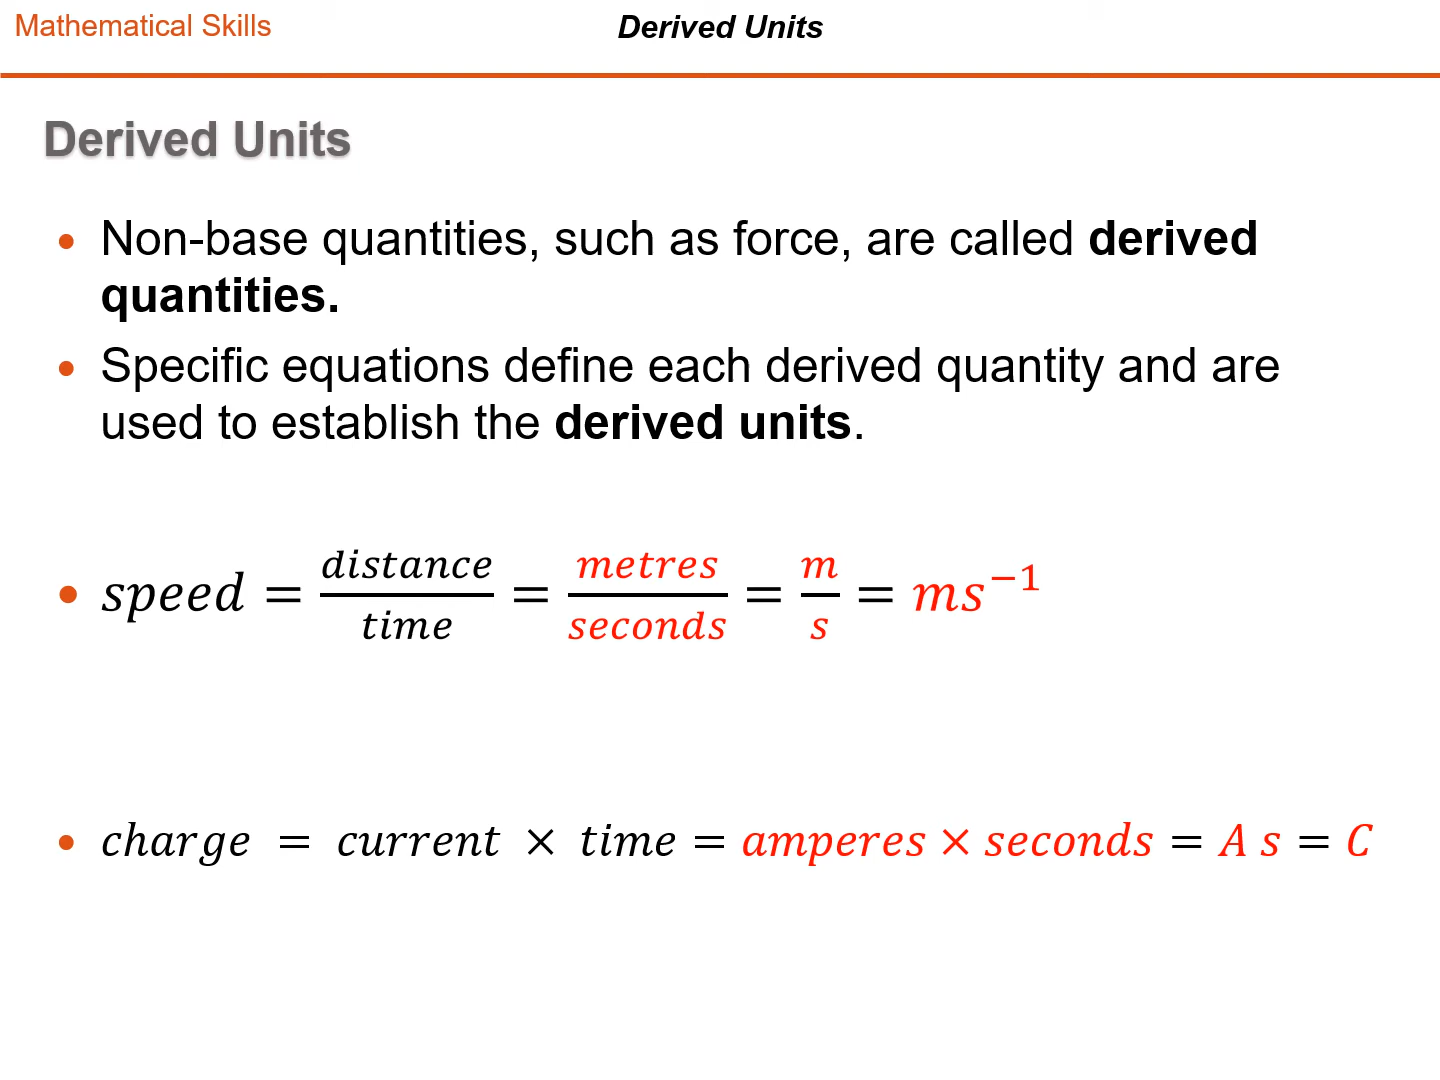 Mathematical Skills
Derived Units
Derived Units
• Non-base quantities, such as force, are called derived
quantities.
• Specific equations define each derived quantity and are
used to establish the derived units.
• speed = distance/time = metres/seconds = m/s = ms⁻¹
• charge = current × time = amperes × seconds = A s = C